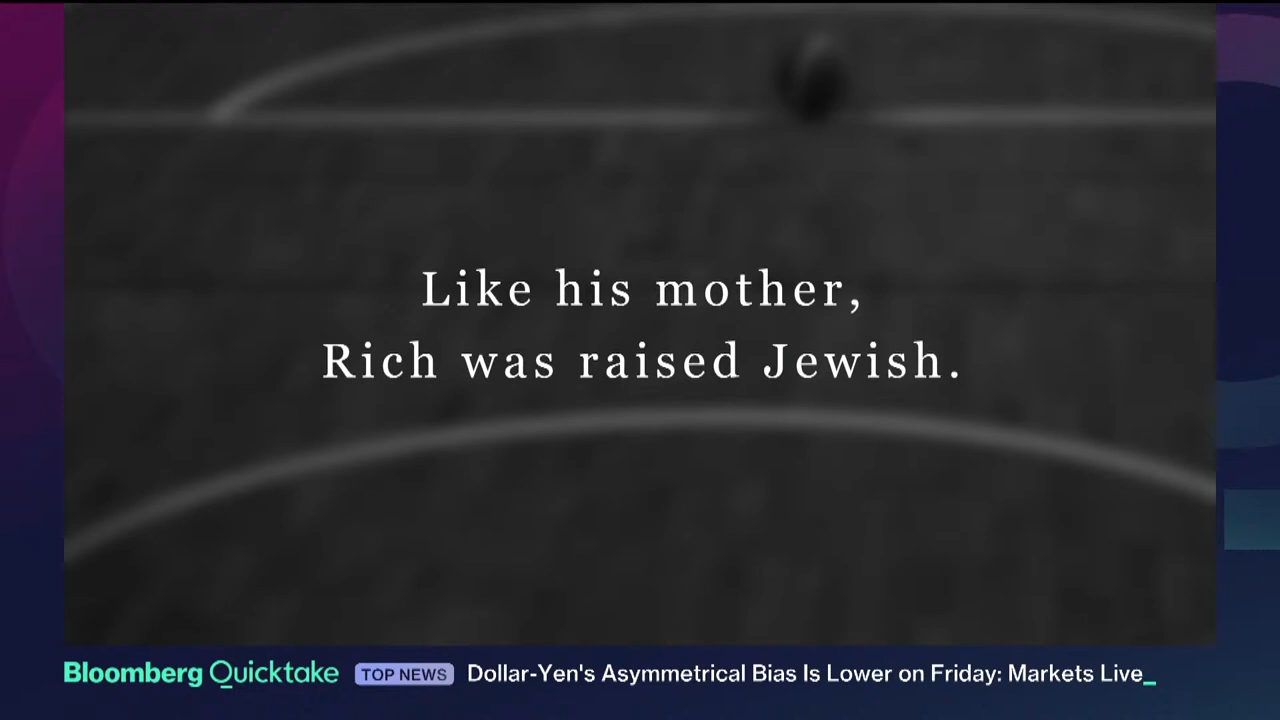 Like his mother,
Rich was raised Jewish.
Bloomberg Quicktake TOP NEWS Dollar-Yen's Asymmetrical Bias Is Lower on Friday: Markets Live_